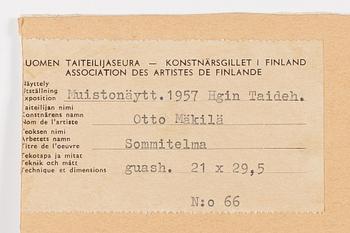 SUOMEN TAITEILIJASEURA — KONSTNÄRSGILLET I FINLAND
ASSOCIATION DES ARTISTES DE FINLANDE
Näyttely
Utställning
Exposition Muistonäytt.1957 Hgin Taideh.
Taiteilijan nimi
Konstnärens namn
Nom de l'artiste Otto Mäkilä
Teoksen nimi
Arbetets namn
Titre de l'oeuvre Sommitelma
Tekotapa ja mitat
Teknik och mått
Technique et dimensions guash. 21 x 29,5
N:o 66